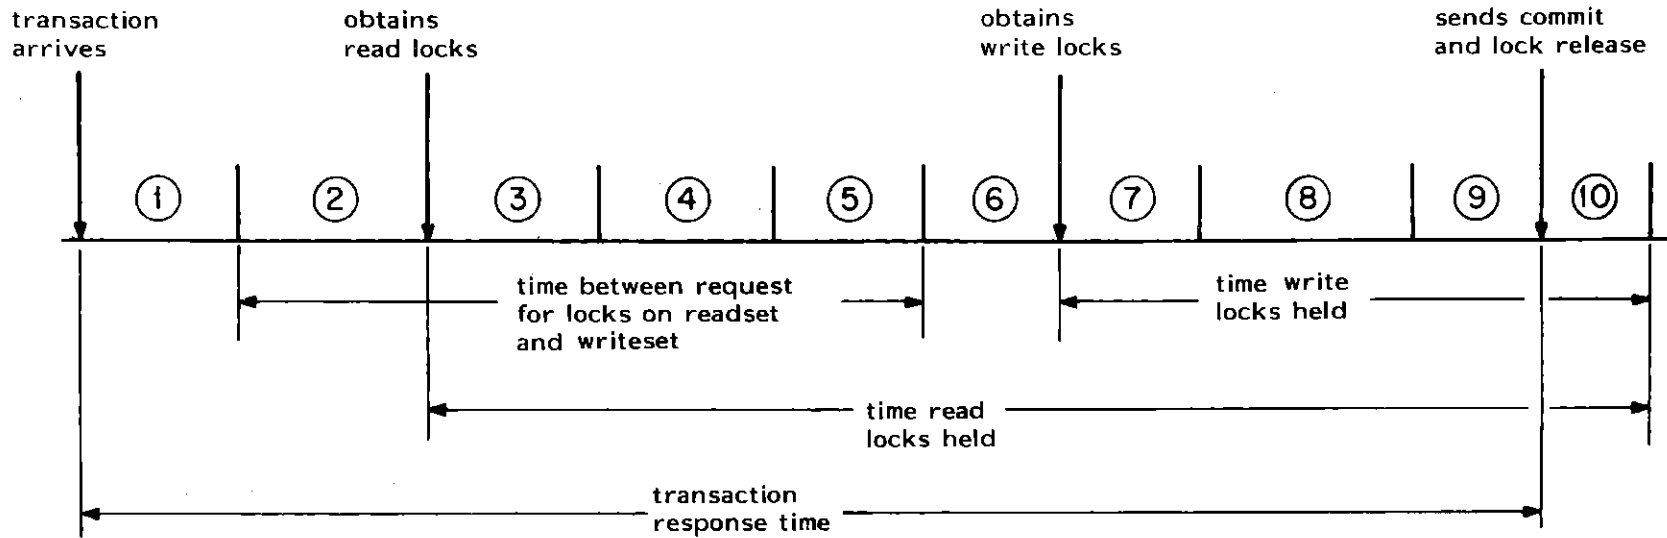 transaction
arrives
obtains
read locks
obtains
write locks
sends commit
and lock release
1 2 3 4 5 6 7 8 9 10
time between request
for locks on readset
and writeset
time write
locks held
time read
locks held
transaction
response time